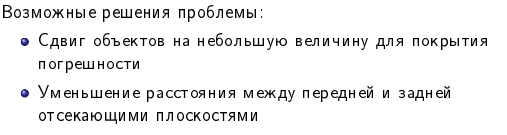 Возможные решения проблемы:
Сдвиг объектов на небольшую величину для покрытия
погрешности
Уменьшение расстояния между передней и задней
отсекающими плоскостями